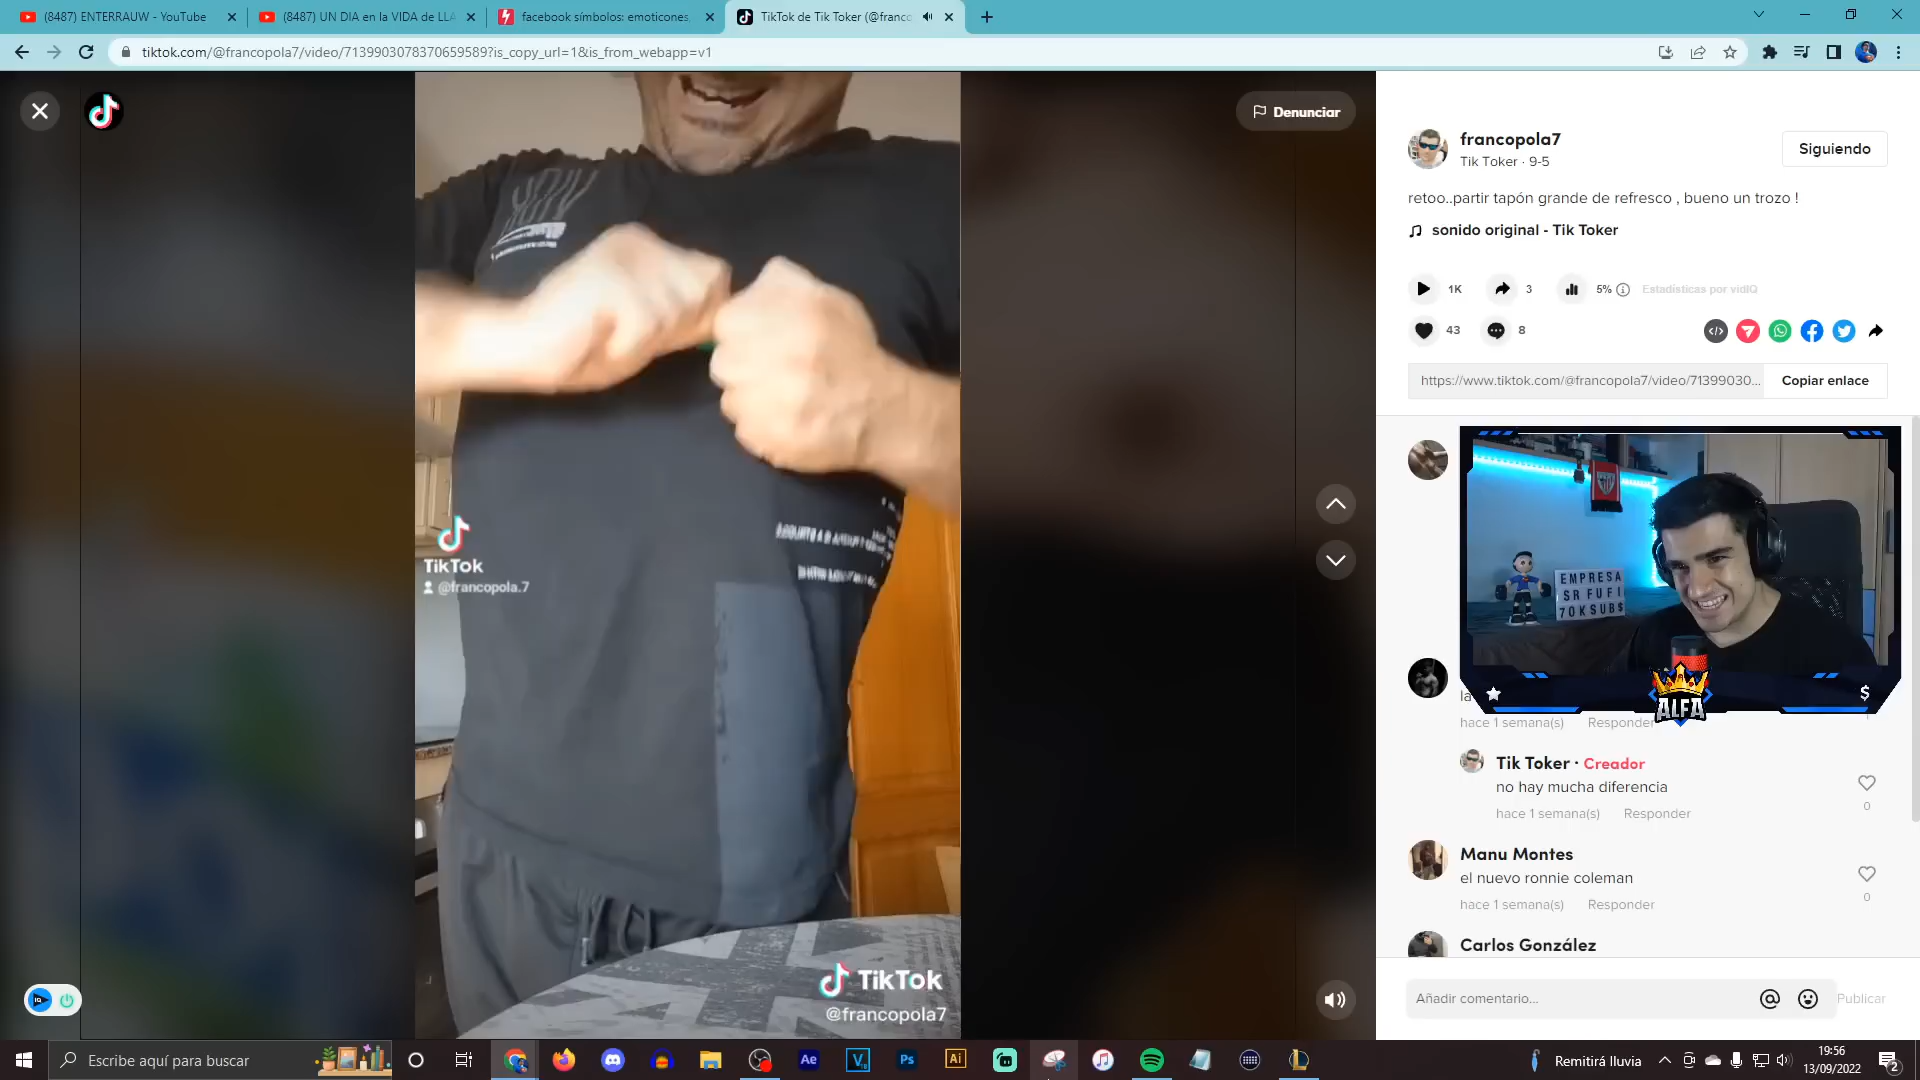 (8487) ENTERRAUW - YouTube
(8487) UN DIA en la VIDA de LLA
facebook símbolos: emoticones,
TikTok de Tik Toker (@franco
tiktok.com/@francopola7/video/7139903078370659589?is_copy_url=1&is_from_webapp=v1
Denunciar
francopola7
Tik Toker · 9-5
Siguiendo
retoo..partir tapón grande de refresco , bueno un trozo !
sonido original - Tik Toker
1K
3
5%
Estadísticas por vidIQ
43
8
https://www.tiktok.com/@francopola7/video/71399030...
Copiar enlace
TikTok
@francopola.7
EMPRESA
SR FUFI
70K SUB$
ALFA
$
la
hace 1 semana(s)
Responder
Tik Toker · Creador
no hay mucha diferencia
0
hace 1 semana(s)
Responder
Manu Montes
el nuevo ronnie coleman
0
hace 1 semana(s)
Responder
Carlos González
TikTok
@francopola7
Añadir comentario...
Publicar
Escribe aquí para buscar
Ae
Ps
Ai
Remitirá lluvia
19:56
13/09/2022
2